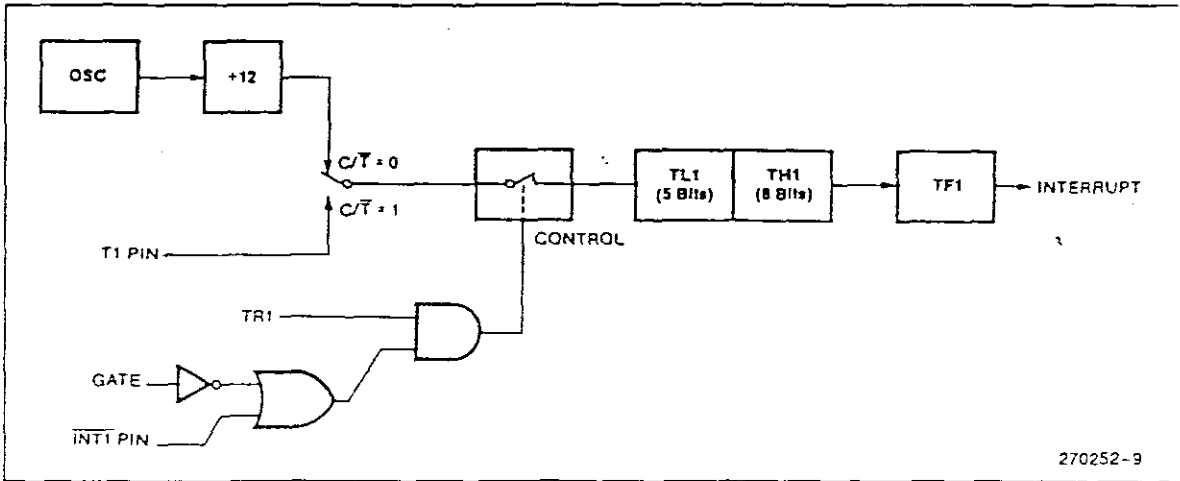 OSC
+12
C/T̅ = 0
C/T̅ = 1
T1 PIN
CONTROL
TL1
(5 Bits)
TH1
(8 Bits)
TF1
INTERRUPT
TR1
GATE
I̅N̅T̅1̅ PIN
270252-9